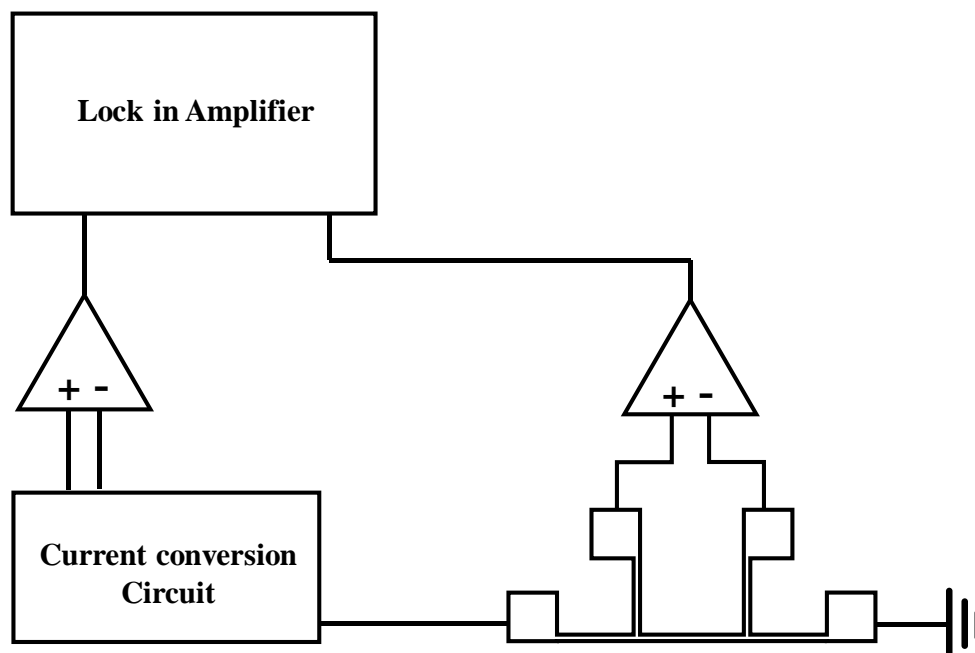 Lock in Amplifier
+ -
+ -
Current conversion
Circuit